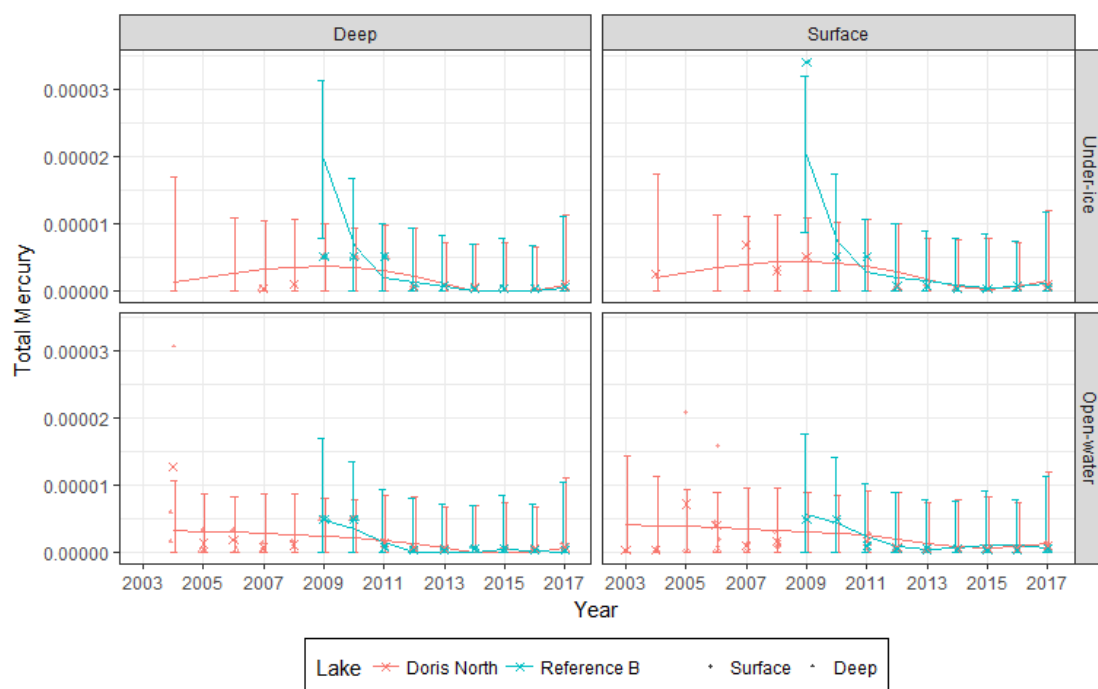 Deep Surface
0.00003
0.00002
0.00001
0.00000
Under-ice
0.00003
0.00002
0.00001
0.00000
Open-water
Total Mercury
2003 2005 2007 2009 2011 2013 2015 2017 2003 2005 2007 2009 2011 2013 2015 2017
Year
Lake Doris North Reference B Surface Deep